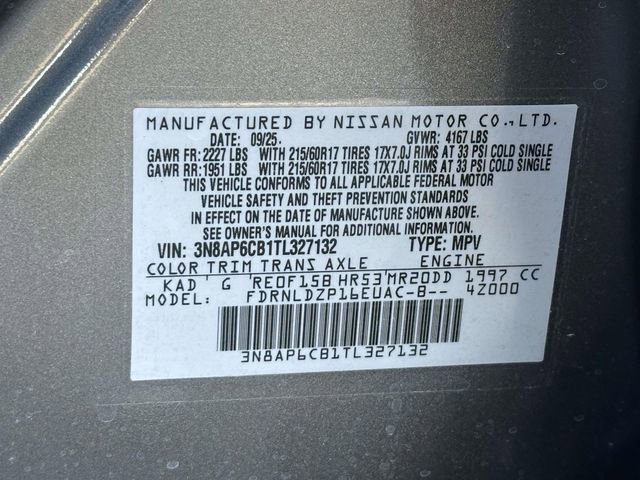 MANUFACTURED BY NISSAN MOTOR CO., LTD.
DATE: 09/25. GVWR: 4167 LBS
GAWR FR: 2227 LBS WITH 215/60R17 TIRES 17X7.0J RIMS AT 33 PSI COLD SINGLE
GAWR RR: 1951 LBS WITH 215/60R17 TIRES 17X7.0J RIMS AT 33 PSI COLD SINGLE
THIS VEHICLE CONFORMS TO ALL APPLICABLE FEDERAL MOTOR
VEHICLE SAFETY AND THEFT PREVENTION STANDARDS
IN EFFECT ON THE DATE OF MANUFACTURE SHOWN ABOVE.
SEE OWNER'S MANUAL FOR ADDITIONAL INFORMATION.
VIN: 3N8AP6CB1TL327132 TYPE: MPV
COLOR TRIM TRANS AXLE ENGINE
KAD G RE0F15B HR53 MR20DD 1997 CC
MODEL: FDRNLDZP16EUAC-B-- 4Z000
3N8AP6CB1TL327132